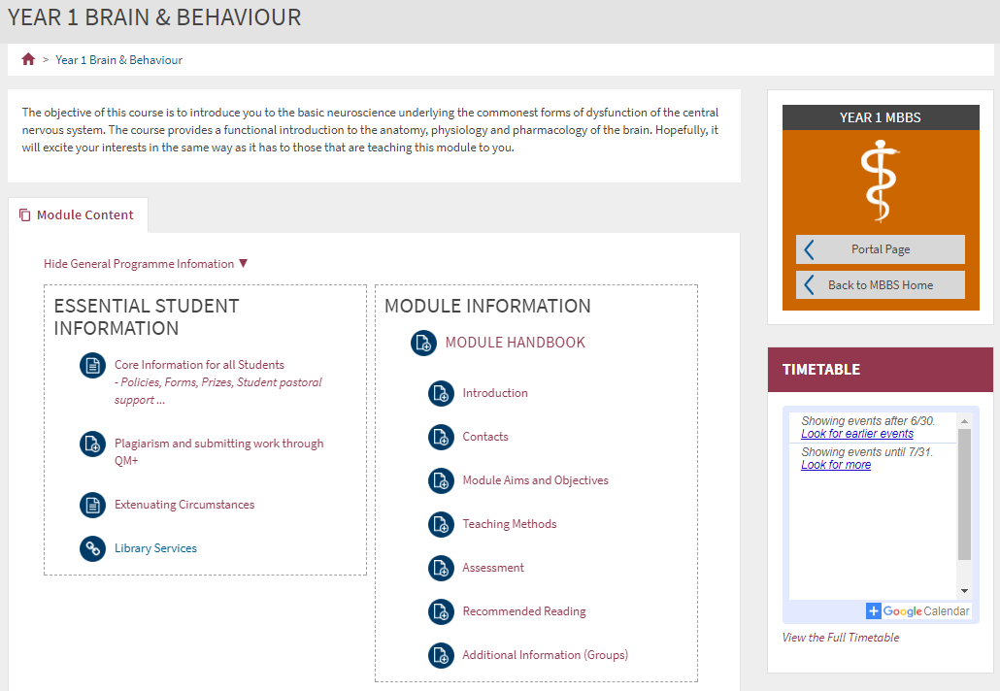 YEAR 1 BRAIN & BEHAVIOUR
> Year 1 Brain & Behaviour
The objective of this course is to introduce you to the basic neuroscience underlying the commonest forms of dysfunction of the central
nervous system. The course provides a functional introduction to the anatomy, physiology and pharmacology of the brain. Hopefully, it
will excite your interests in the same way as it has to those that are teaching this module to you.
Module Content
Hide General Programme Infomation ▼
ESSENTIAL STUDENT
INFORMATION
Core Information for all Students
- Policies, Forms, Prizes, Student pastoral
support ...
Plagiarism and submitting work through
QM+
Extenuating Circumstances
Library Services
MODULE INFORMATION
MODULE HANDBOOK
Introduction
Contacts
Module Aims and Objectives
Teaching Methods
Assessment
Recommended Reading
Additional Information (Groups)
YEAR 1 MBBS
Portal Page
Back to MBBS Home
TIMETABLE
Showing events after 6/30.
Look for earlier events
Showing events until 7/31.
Look for more
+ Google Calendar
View the Full Timetable